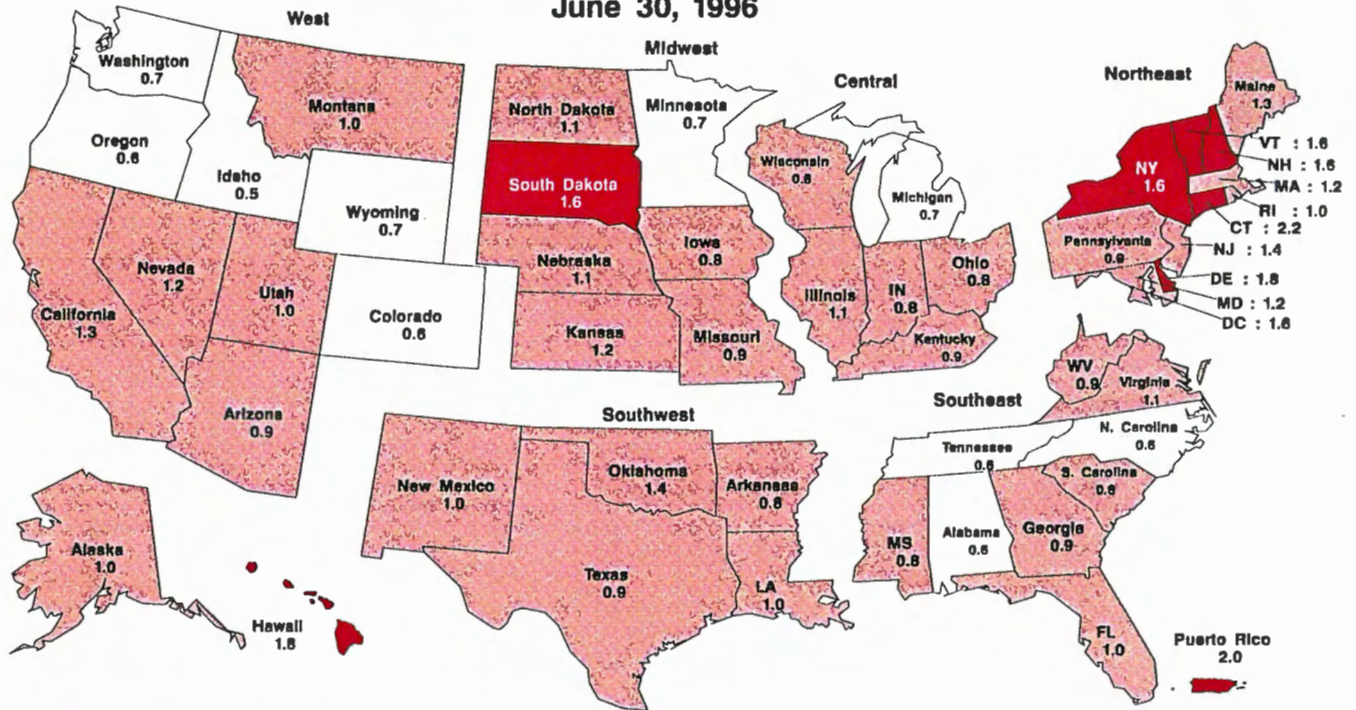 June 30, 1996
West
Midwest
Central
Northeast
Washington
0.7
Oregon
0.6
Idaho
0.5
Montana
1.0
Wyoming
0.7
Nevada
1.2
Utah
1.0
Colorado
0.6
California
1.3
Arizona
0.9
Alaska
1.0
Hawaii
North Dakota
1.1
South Dakota
1.6
Nebraska
1.1
Kansas
1.2
Minnesota
0.7
Iowa
0.8
Missouri
0.9
Wisconsin
Michigan
0.7
Illinois
1.1
IN
0.8
Ohio
0.8
Kentucky
0.9
Maine
1.3
NY
1.6
Pennsylvania
0.9
VT : 1.6
NH : 1.6
MA : 1.2
RI : 1.0
CT : 2.2
NJ : 1.4
DE : 1.8
MD : 1.2
DC : 1.6
Southwest
New Mexico
1.0
Oklahoma
1.4
Arkansas
0.8
Texas
0.9
LA
1.0
Southeast
WV
0.9
Virginia
1.1
N. Carolina
0.6
Tennessee
0.6
S. Carolina
MS
0.8
Alabama
0.6
Georgia
0.9
FL
1.0
Puerto Rico
2.0